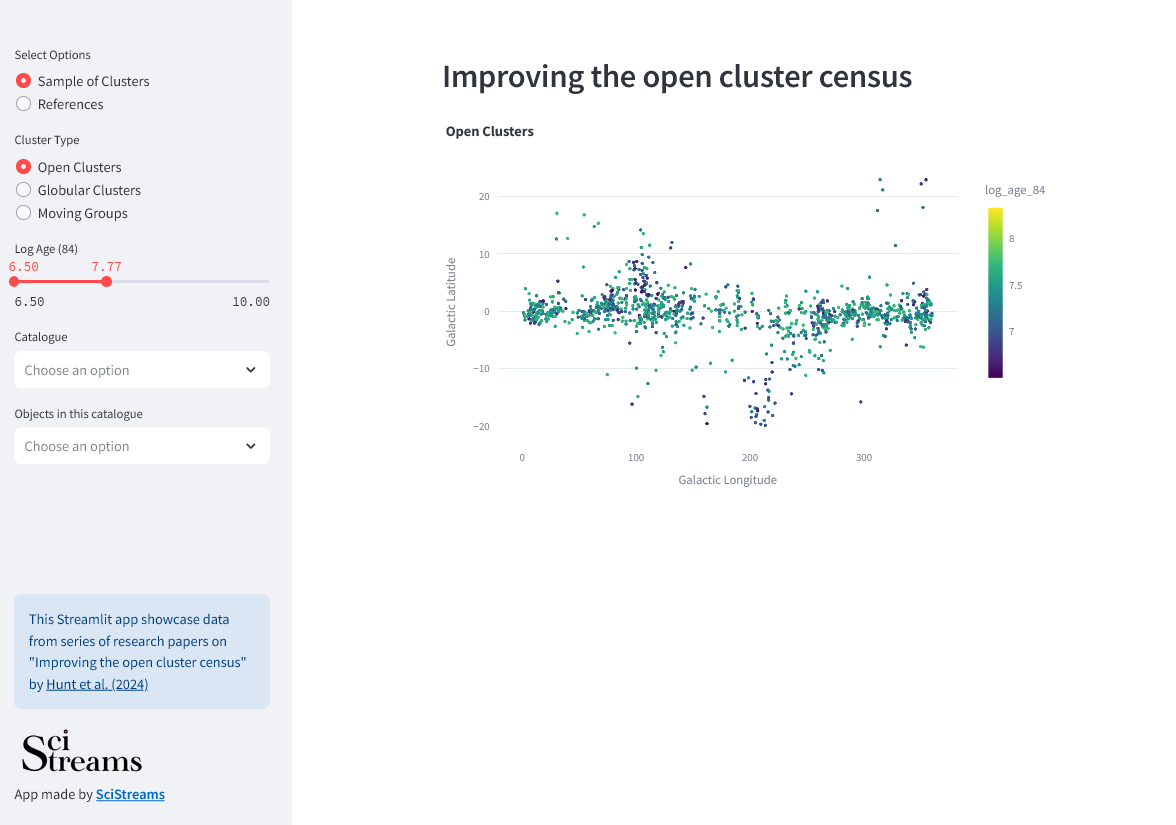 Select Options
Sample of Clusters
References
Cluster Type
Open Clusters
Globular Clusters
Moving Groups
Log Age (84)
6.50 7.77
6.50 10.00
Catalogue
Choose an option
Objects in this catalogue
Choose an option
This Streamlit app showcase data
from series of research papers on
"Improving the open cluster census"
by Hunt et al. (2024)
Sci
Streams
App made by SciStreams
Improving the open cluster census
Open Clusters
log_age_84
8
7.5
7
20
10
0
−10
−20
Galactic Latitude
0 100 200 300
Galactic Longitude